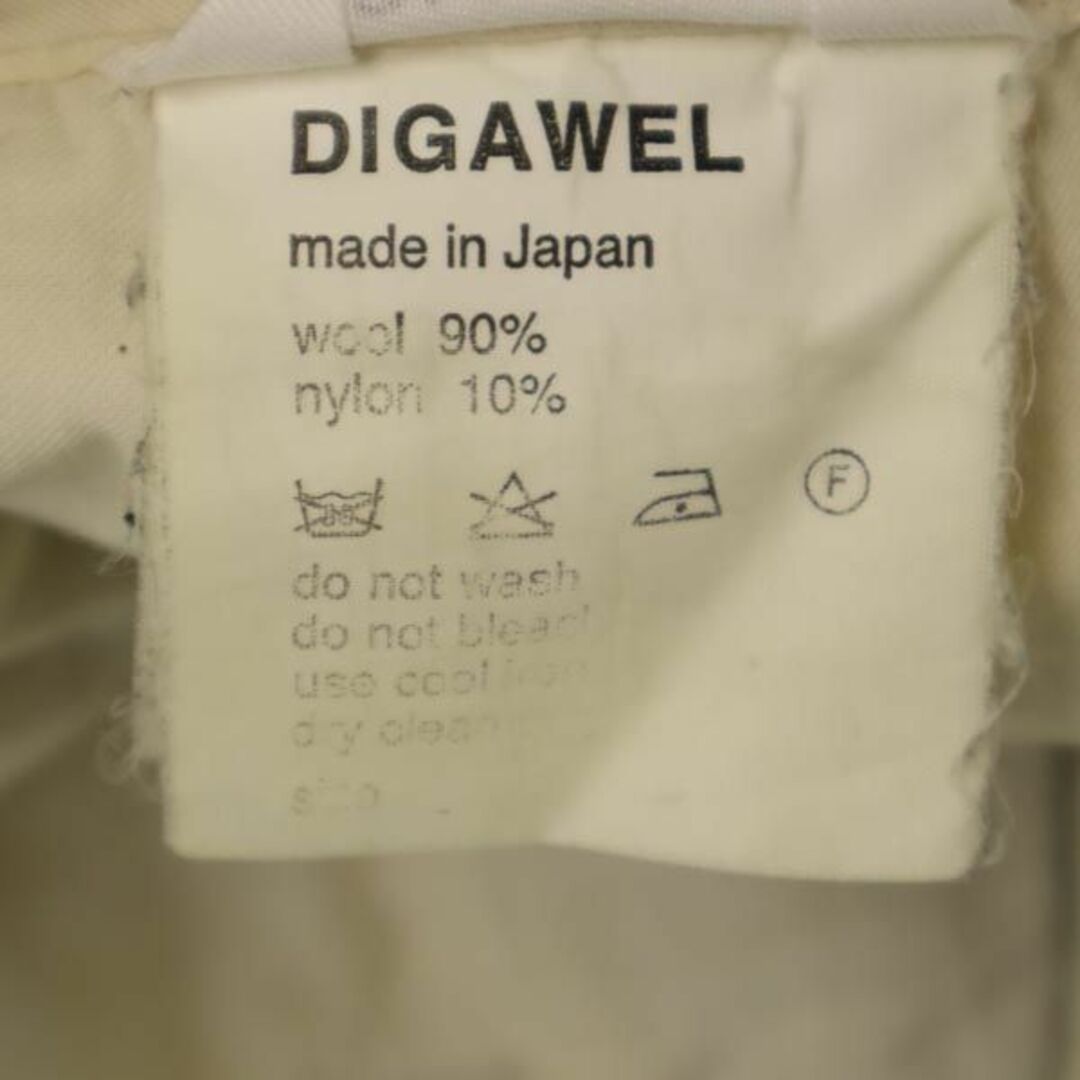 DIGAWEL
made in Japan
wool 90%
nylon 10%
F
do not wash
do not bleach
use cool iron
dry clean
size